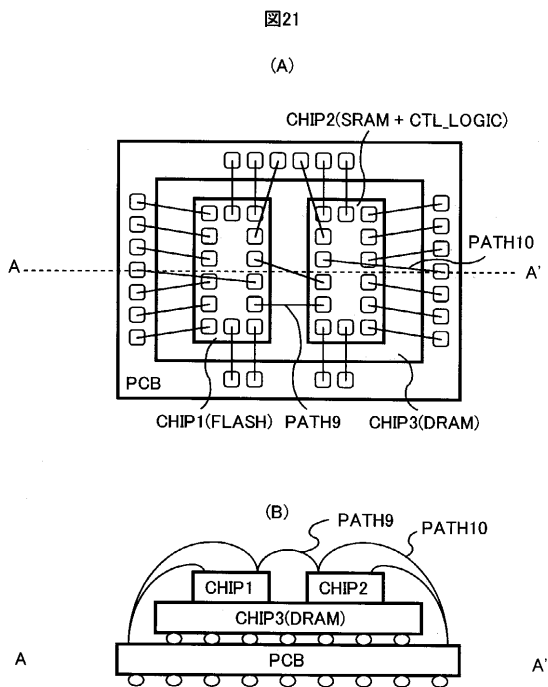 図21
(A)
CHIP2(SRAM + CTL_LOGIC)
PATH10
A
A'
PCB
CHIP1(FLASH)
PATH9
CHIP3(DRAM)
(B)
PATH9
PATH10
CHIP1
CHIP2
CHIP3(DRAM)
A
PCB
A'